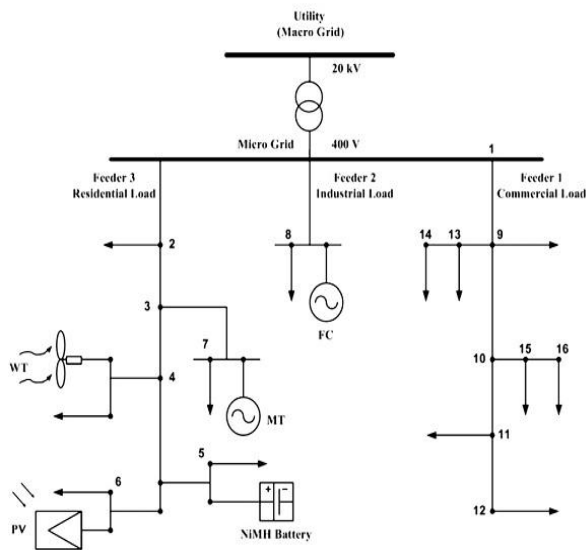 Utility
(Macro Grid)
20 kV
Micro Grid 400 V
1
Feeder 3
Residential Load
Feeder 2
Industrial Load
Feeder 1
Commercial Load
2
8
14 13 9
3
FC
7
10 15 16
WT
4
MT
11
5
6
+ -
12
PV
NiMH Battery